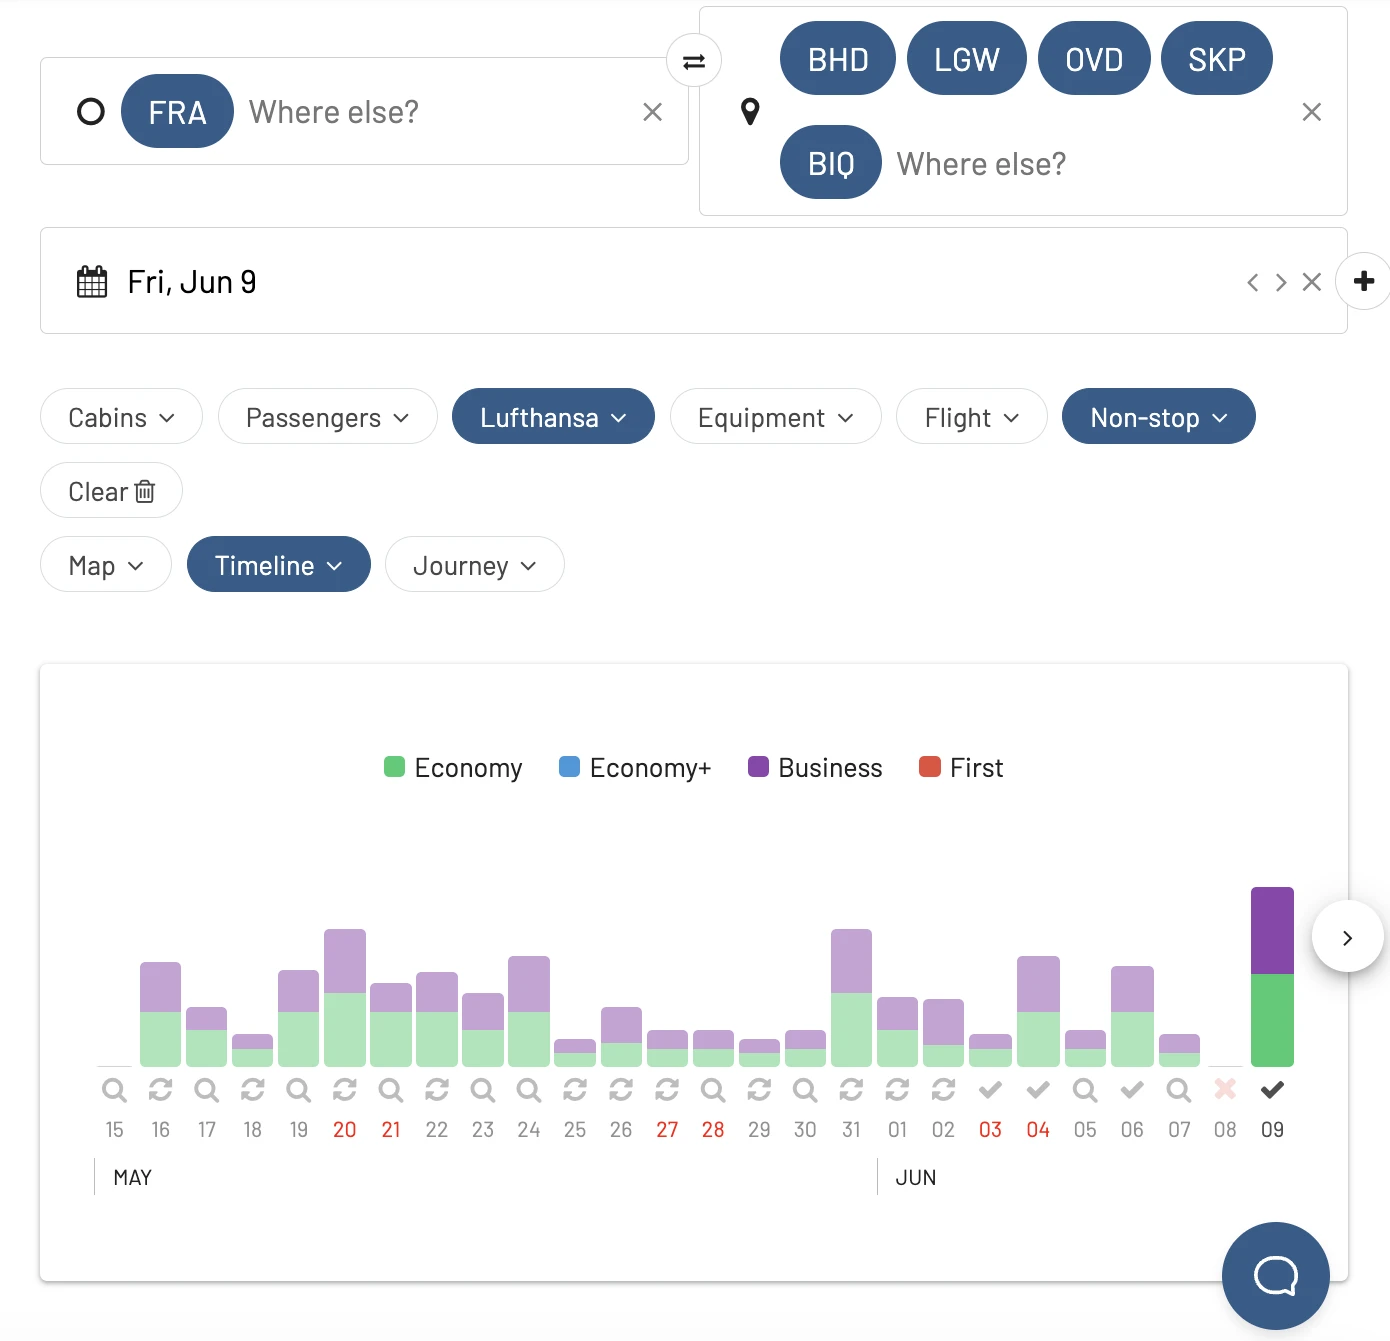 FRA Where else?
BHD LGW OVD SKP
BIQ Where else?
Fri, Jun 9
Cabins Passengers Lufthansa Equipment Flight Non-stop
Clear
Map Timeline Journey
Economy Economy+ Business First
15 16 17 18 19 20 21 22 23 24 25 26 27 28 29 30 31 01 02 03 04 05 06 07 08 09
MAY JUN